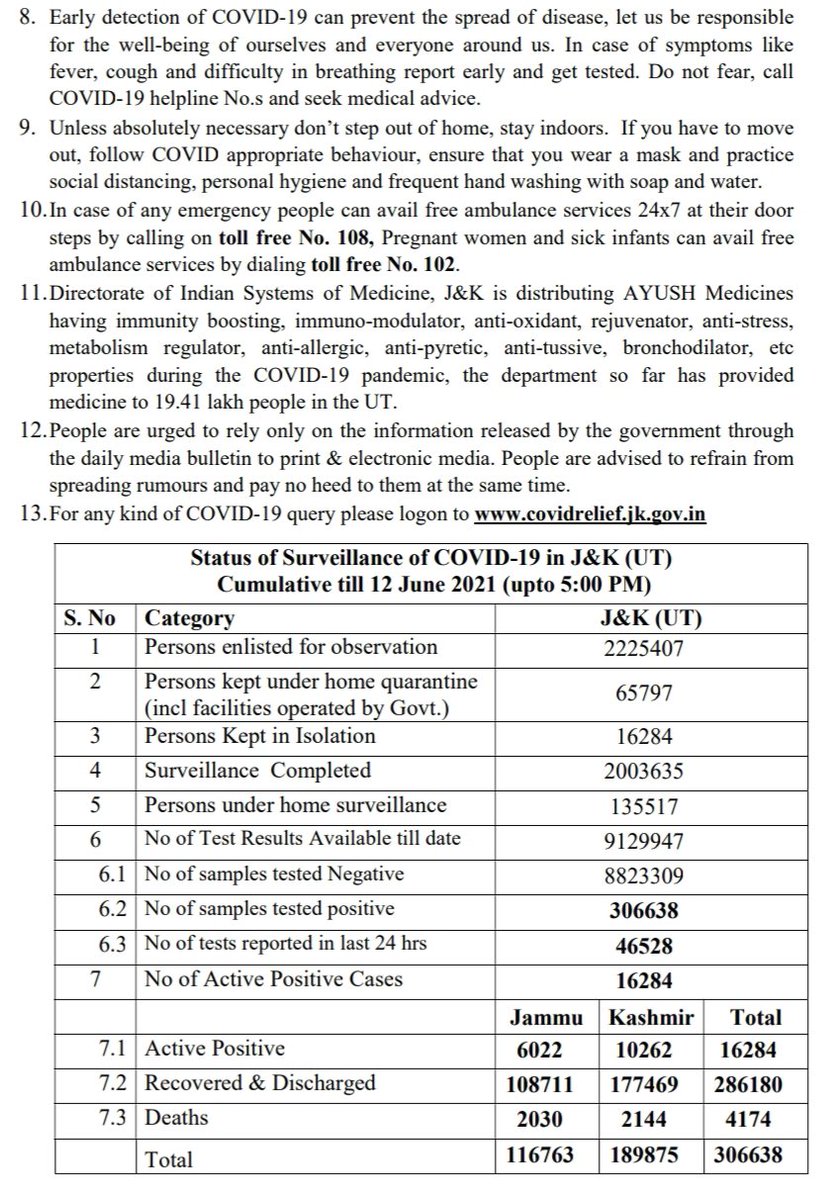 8. Early detection of COVID-19 can prevent the spread of disease, let us be responsible
for the well-being of ourselves and everyone around us. In case of symptoms like
fever, cough and difficulty in breathing report early and get tested. Do not fear, call
COVID-19 helpline No.s and seek medical advice.
9. Unless absolutely necessary don’t step out of home, stay indoors. If you have to move
out, follow COVID appropriate behaviour, ensure that you wear a mask and practice
social distancing, personal hygiene and frequent hand washing with soap and water.
10.In case of any emergency people can avail free ambulance services 24x7 at their door
steps by calling on toll free No. 108, Pregnant women and sick infants can avail free
ambulance services by dialing toll free No. 102.
11.Directorate of Indian Systems of Medicine, J&K is distributing AYUSH Medicines
having immunity boosting, immuno-modulator, anti-oxidant, rejuvenator, anti-stress,
metabolism regulator, anti-allergic, anti-pyretic, anti-tussive, bronchodilator, etc
properties during the COVID-19 pandemic, the department so far has provided
medicine to 19.41 lakh people in the UT.
12.People are urged to rely only on the information released by the government through
the daily media bulletin to print & electronic media. People are advised to refrain from
spreading rumours and pay no heed to them at the same time.
13.For any kind of COVID-19 query please logon to www.covidrelief.jk.gov.in
Status of Surveillance of COVID-19 in J&K (UT)
Cumulative till 12 June 2021 (upto 5:00 PM)
S. No Category J&K (UT)
1 Persons enlisted for observation 2225407
2 Persons kept under home quarantine
(incl facilities operated by Govt.) 65797
3 Persons Kept in Isolation 16284
4 Surveillance Completed 2003635
5 Persons under home surveillance 135517
6 No of Test Results Available till date 9129947
6.1 No of samples tested Negative 8823309
6.2 No of samples tested positive 306638
6.3 No of tests reported in last 24 hrs 46528
7 No of Active Positive Cases 16284
Jammu Kashmir Total
7.1 Active Positive 6022 10262 16284
7.2 Recovered & Discharged 108711 177469 286180
7.3 Deaths 2030 2144 4174
Total 116763 189875 306638